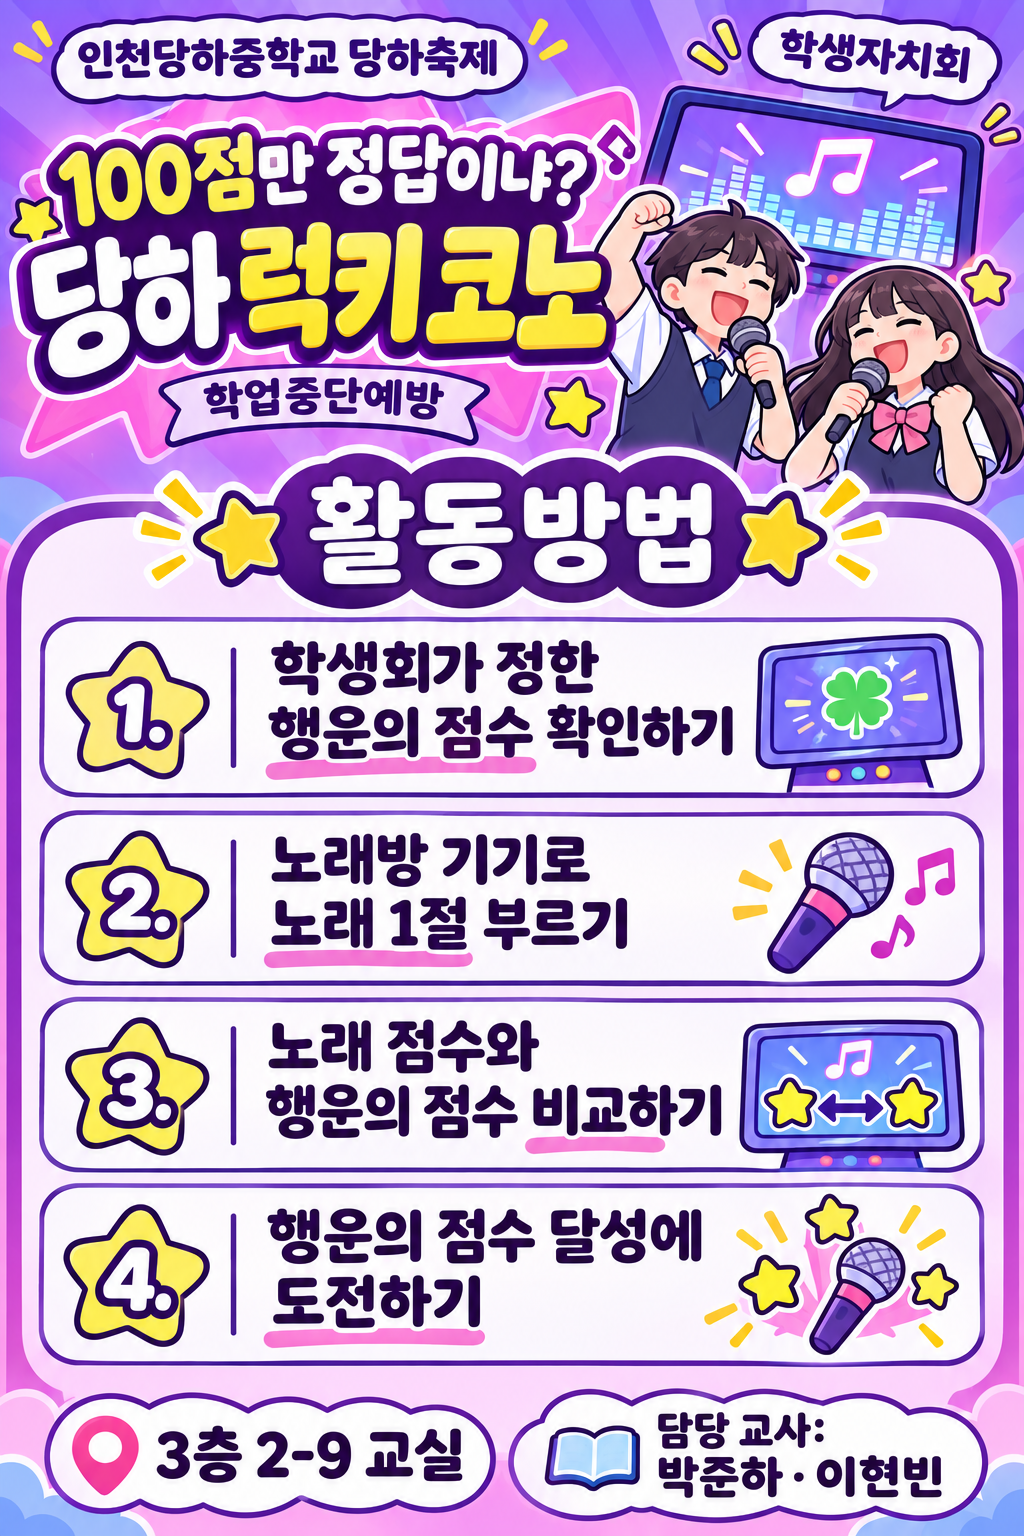 인천당하중학교 당하축제
학생자치회
100점만 정답이냐?
당하 럭키 코노
학업중단예방
활동방법
1.
학생회가 정한
행운의 점수 확인하기
2.
노래방 기기로
노래 1절 부르기
3.
노래 점수와
행운의 점수 비교하기
4.
행운의 점수 달성에
도전하기
3층 2-9 교실
담당 교사:
박준하 · 이현빈